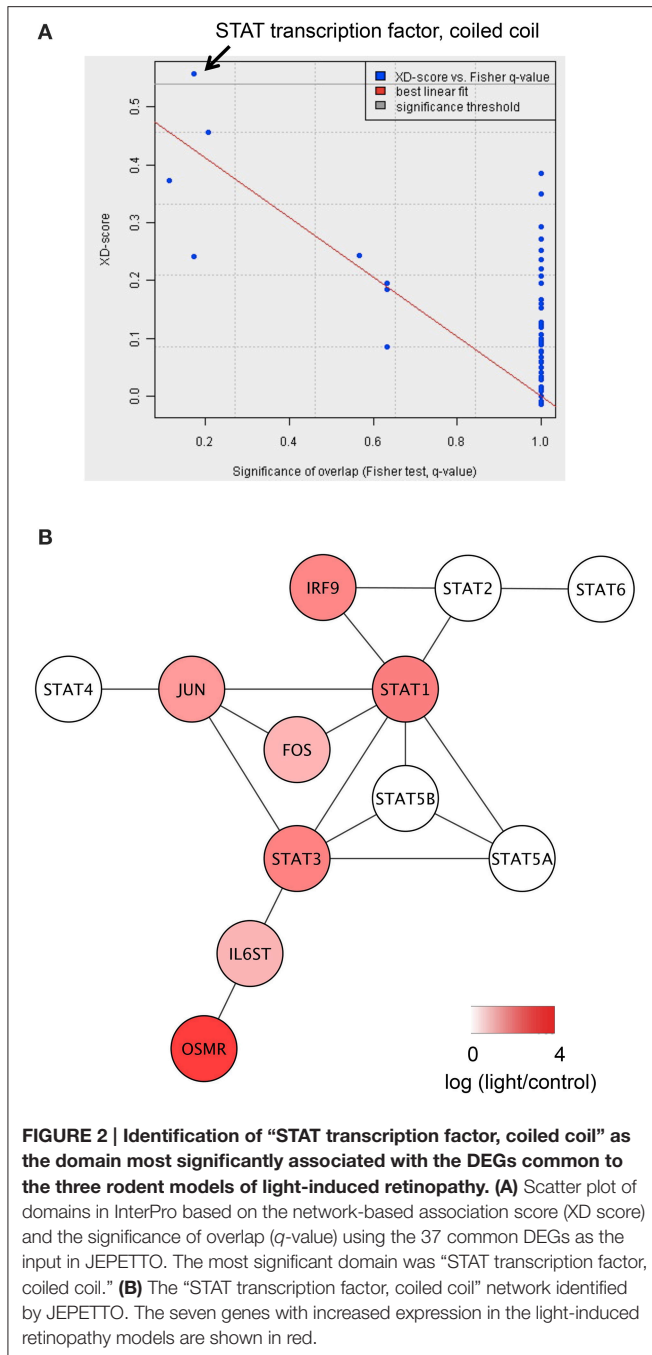 A
STAT transcription factor, coiled coil
XD-score vs. Fisher q-value
best linear fit
significance threshold
XD-score
0.5
0.4
0.3
0.2
0.1
0.0
0.2 0.4 0.6 0.8 1.0
Significance of overlap (Fisher test, q-value)
B
IRF9 STAT2 STAT6
STAT4 JUN STAT1
FOS
STAT5B
STAT3 STAT5A
IL6ST
OSMR
0 4
log (light/control)
FIGURE 2 | Identification of “STAT transcription factor, coiled coil” as
the domain most significantly associated with the DEGs common to
the three rodent models of light-induced retinopathy. (A) Scatter plot of
domains in InterPro based on the network-based association score (XD score)
and the significance of overlap (q-value) using the 37 common DEGs as the
input in JEPETTO. The most significant domain was “STAT transcription factor,
coiled coil.” (B) The “STAT transcription factor, coiled coil” network identified
by JEPETTO. The seven genes with increased expression in the light-induced
retinopathy models are shown in red.